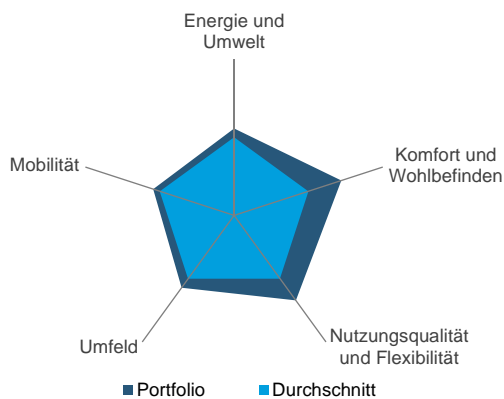 Energie und
Umwelt
Mobilität
Komfort und
Wohlbefinden
Umfeld
Nutzungsqualität
und Flexibilität
Portfolio
Durchschnitt